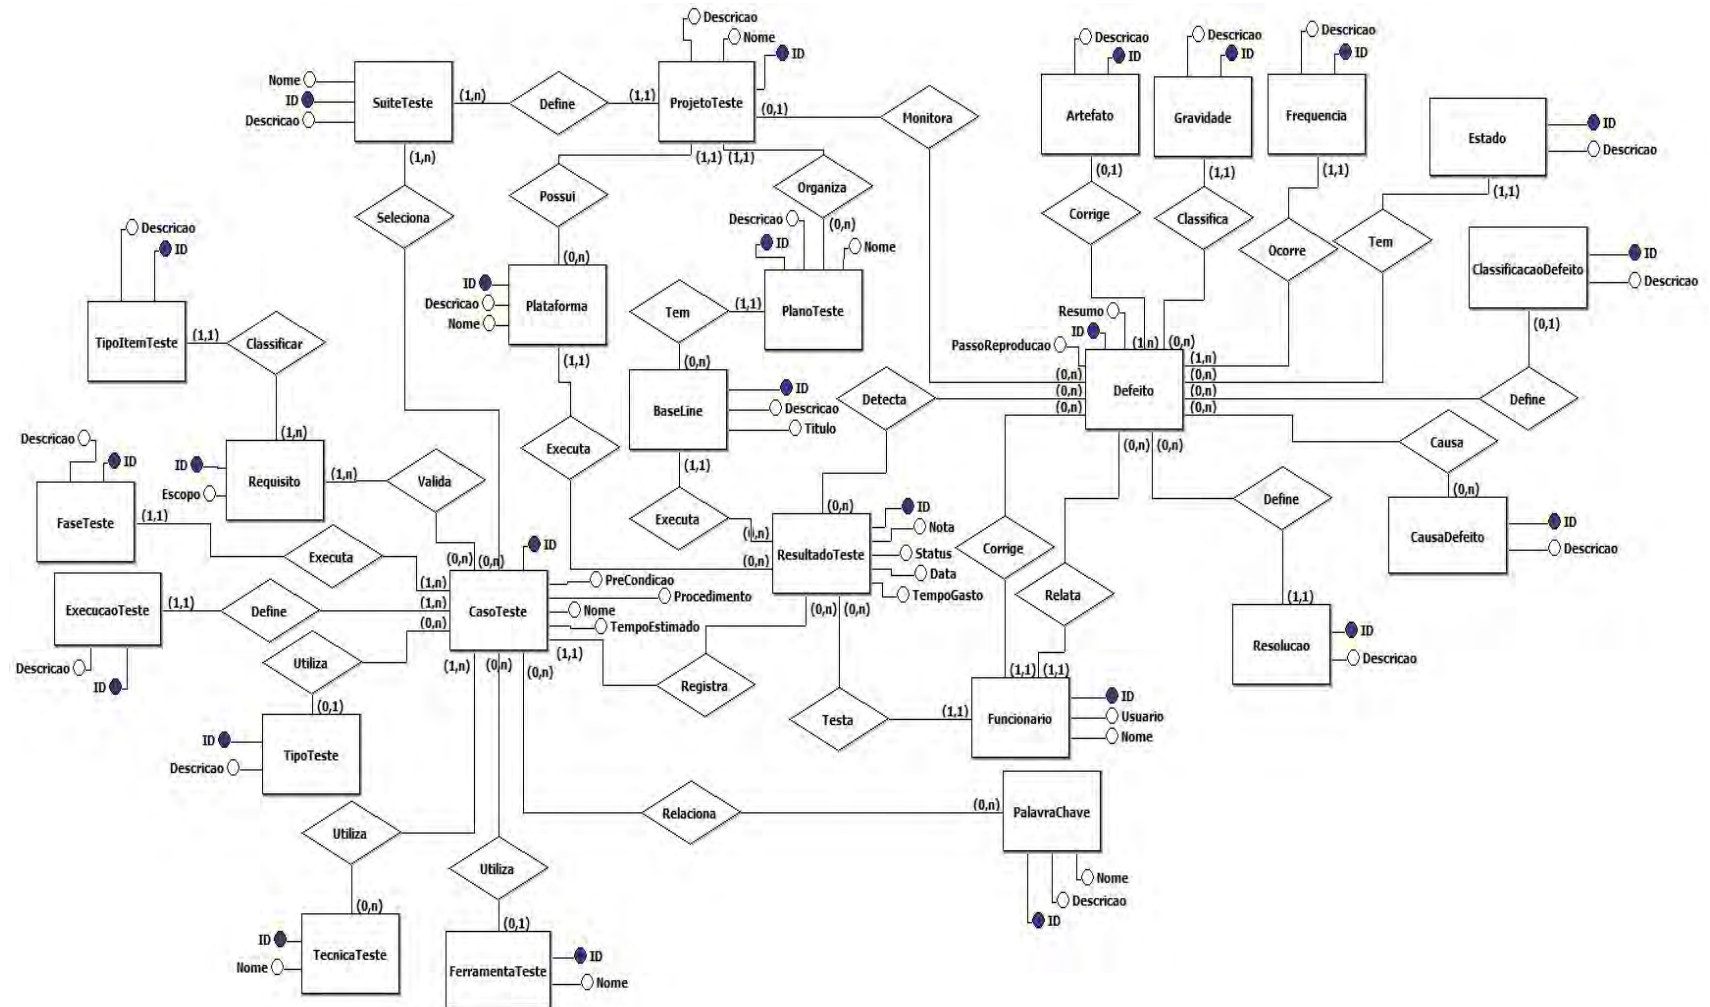 Descricao
Nome
ID
Nome
ID
Descricao
SuiteTeste
(1,n)
Define
(1,1)
ProjetoTeste
(0,1)
Monitora
Descricao
ID
Artefato
Descricao
ID
Gravidade
Descricao
ID
Frequencia
Estado
ID
Descricao
(1,n)
(1,1)
(1,1)
(0,1)
(1,1)
(1,1)
(1,1)
Seleciona
Possui
Organiza
Corrige
Classifica
Ocorre
Tem
Descricao
ID
(0,n)
Descricao
ID
Nome
ClassificacaoDefeito
ID
Descricao
(0,n)
ID
Descricao
Nome
Plataforma
Tem
(1,1)
PlanoTeste
TipoItemTeste
(1,1)
Classificar
Resumo
ID
PassoReproducao
(0,1)
(1,1)
(0,n)
(1,n)
(0,n)
(1,n)
(0,n)
(0,n)
(0,n)
(0,n)
(0,n)
(0,n)
Defeito
Define
BaseLine
ID
Descricao
Titulo
Detecta
Descricao
ID
(1,n)
ID
Escopo
Requisito
(1,n)
Valida
Executa
(1,1)
(0,n)
(0,n)
Causa
FaseTeste
(1,1)
Executa
Executa
(0,n)
(0,n)
(0,n)
ResultadoTeste
ID
Nota
Status
Data
TempoGasto
Corrige
Define
(0,n)
CausaDefeito
ID
Descricao
(0,n)
(0,n)
ID
ExecucaoTeste
(1,1)
Define
(1,n)
(1,n)
(0,n)
CasoTeste
PreCondicao
Procedimento
Nome
TempoEstimado
Relata
(0,n)
(0,n)
(1,1)
Descricao
ID
Utiliza
(1,n)
(0,n)
(0,n)
(1,1)
Registra
Resolucao
ID
Descricao
(1,1)
(1,1)
(0,1)
Testa
(1,1)
Funcionario
ID
Usuario
Nome
ID
Descricao
TipoTeste
Utiliza
Relaciona
(0,n)
PalavraChave
Utiliza
Nome
Descricao
ID
(0,n)
(0,1)
ID
Nome
TecnicaTeste
FerramentaTeste
ID
Nome